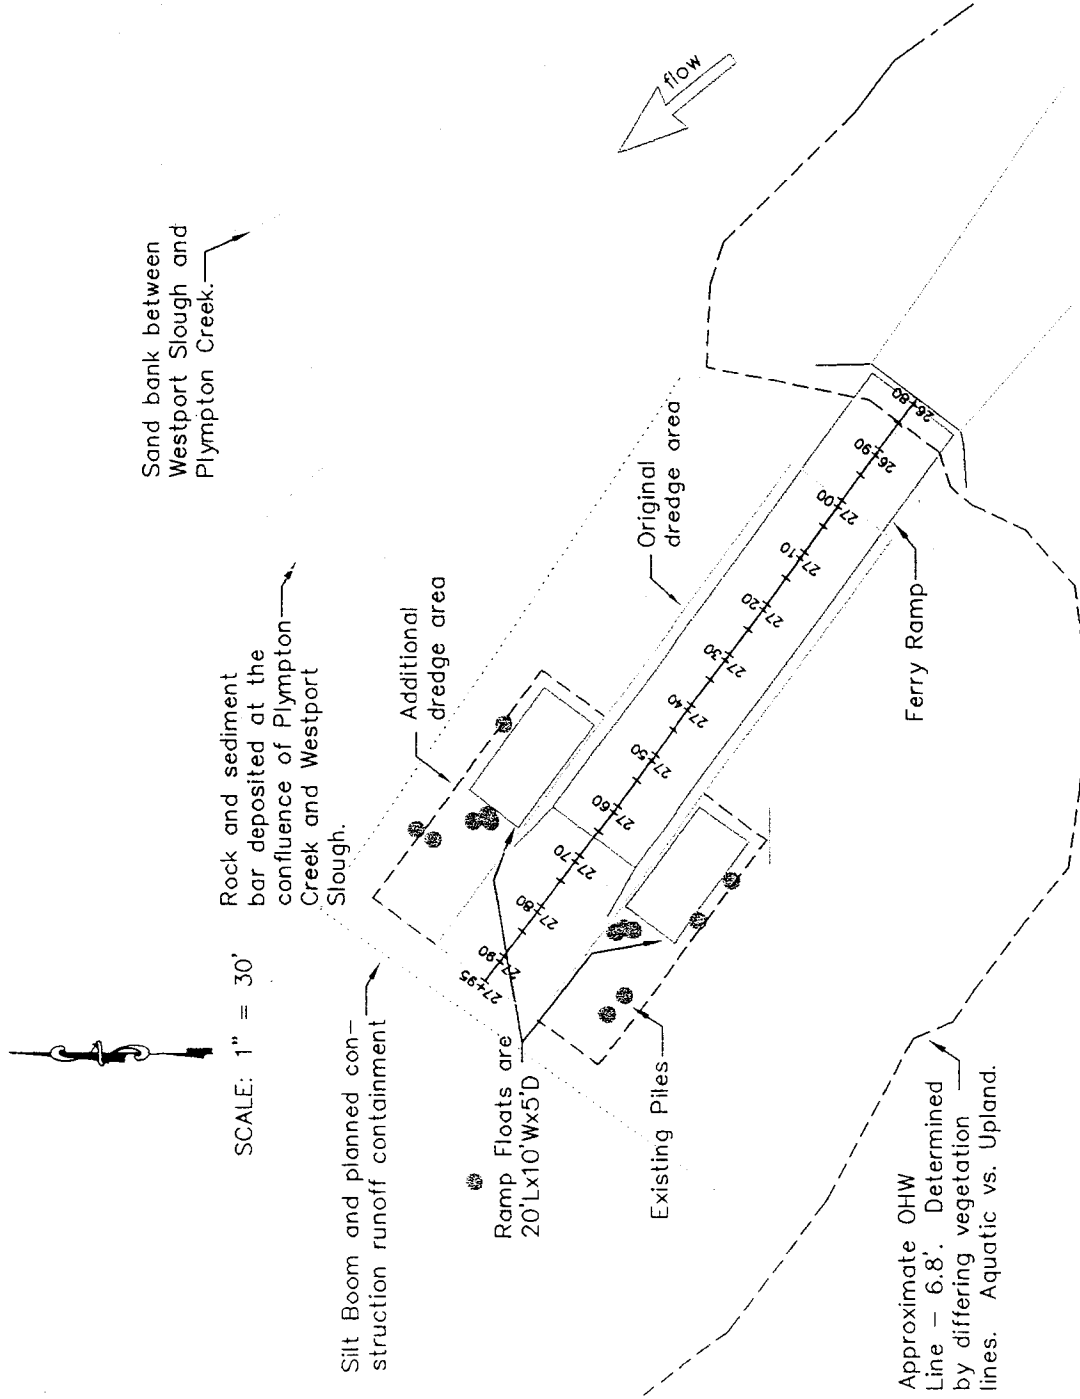 SCALE: 1" = 30'
Sand bank between
Westport Slough and
Plympton Creek.
Rock and sediment
bar deposited at the
confluence of Plympton
Creek and Westport
Slough.
flow
Silt Boom and planned con-
struction runoff containment
Additional
dredge area
Original
dredge area
Ramp Floats are
20'Lx10'Wx5'D
27+95
27+90
27+80
27+70
27+60
27+50
27+40
27+30
27+20
27+10
27+00
26+90
26+80
Existing Piles
Ferry Ramp
Approximate OHW
Line – 6.8'. Determined
by differing vegetation
lines. Aquatic vs. Upland.